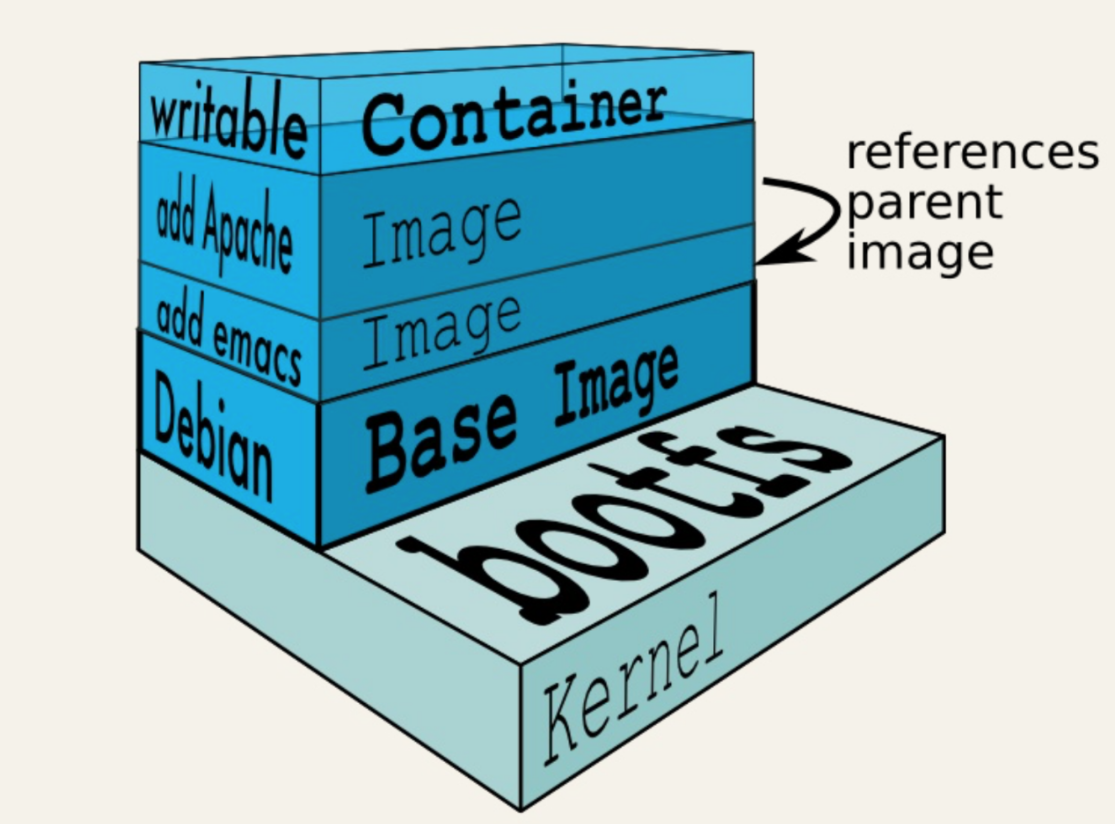 writable Container
add Apache Image
add emacs Image
Debian Base Image
bootfs
Kernel
references
parent
image